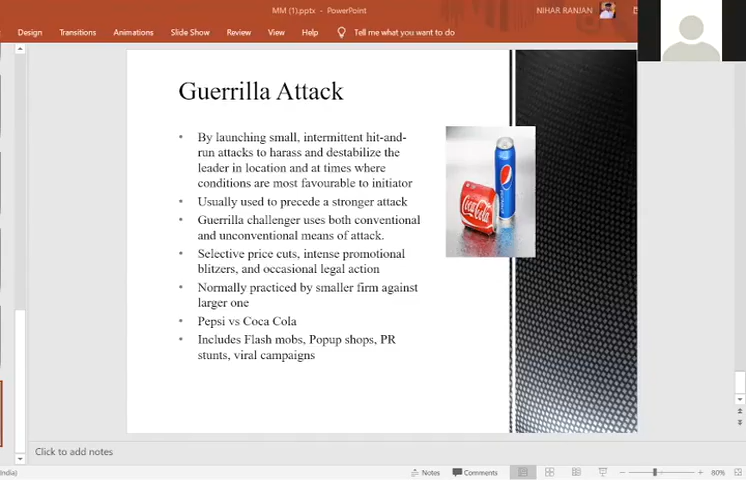 MM (1).pptx - PowerPoint
NIHAR RANJAN
Design Transitions Animations Slide Show Review View Help Tell me what you want to do
Guerrilla Attack
• By launching small, intermittent hit-and-
run attacks to harass and destabilize the
leader in location and at times where
conditions are most favourable to initiator
• Usually used to precede a stronger attack
• Guerrilla challenger uses both conventional
and unconventional means of attack.
• Selective price cuts, intense promotional
blitzers, and occasional legal action
• Normally practiced by smaller firm against
larger one
• Pepsi vs Coca Cola
• Includes Flash mobs, Popup shops, PR
stunts, viral campaigns
Coca-Cola
Click to add notes
India)
Notes Comments
80%